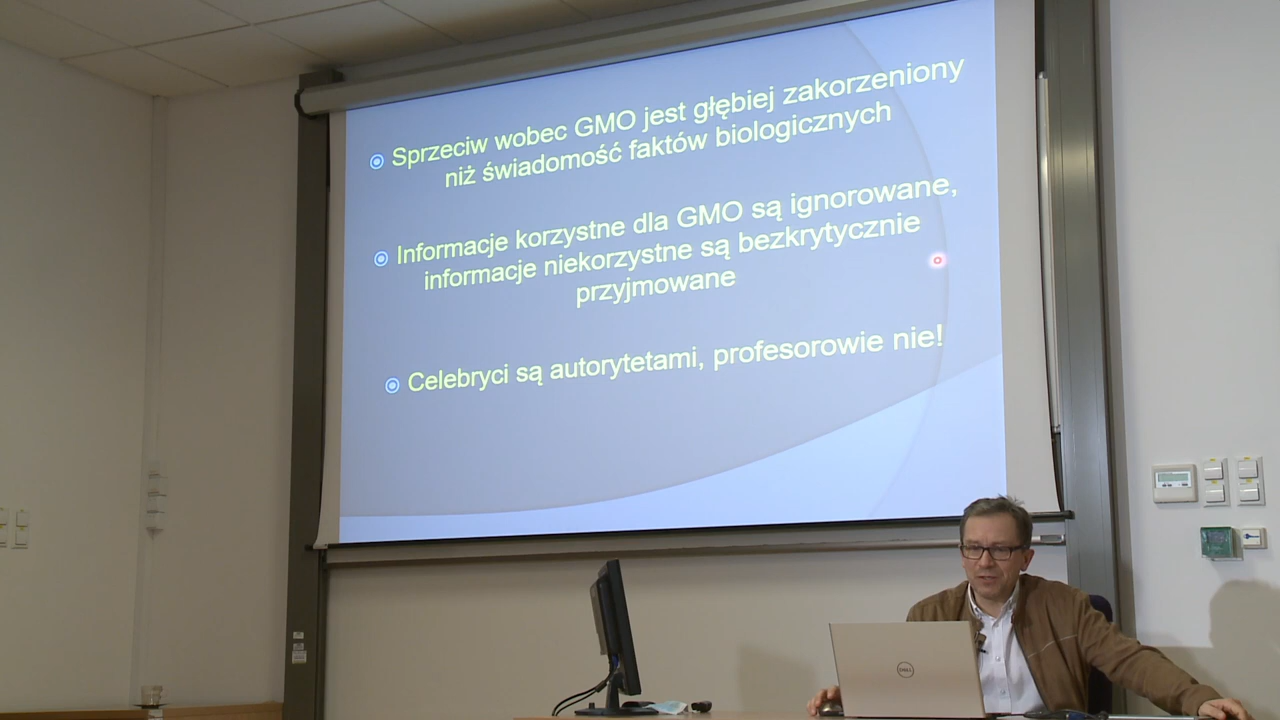 Sprzeciw wobec GMO jest głębiej zakorzeniony
niż świadomość faktów biologicznych
Informacje korzystne dla GMO są ignorowane,
informacje niekorzystne są bezkrytycznie
przyjmowane
Celebryci są autorytetami, profesorowie nie!
DELL